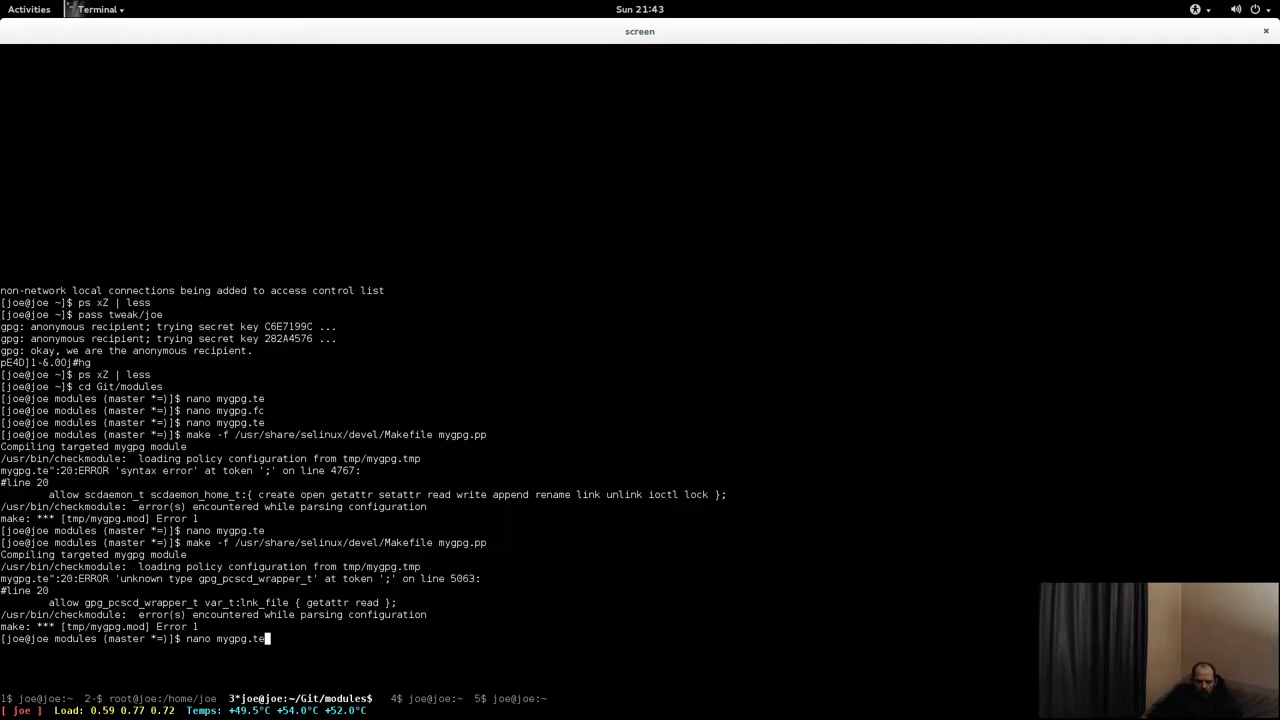 Activities
Terminal
Sun 21:43
screen
non-network local connections being added to access control list
[joe@joe ~]$ ps xZ | less
[joe@joe ~]$ pass tweak/joe
gpg: anonymous recipient; trying secret key C6E7199C ...
gpg: anonymous recipient; trying secret key 282A4576 ...
gpg: okay, we are the anonymous recipient.
pE4D]1-&.0Oj#hg
[joe@joe ~]$ ps xZ | less
[joe@joe ~]$ cd Git/modules
[joe@joe modules (master *=)]$ nano mygpg.te
[joe@joe modules (master *=)]$ nano mygpg.fc
[joe@joe modules (master *=)]$ nano mygpg.te
[joe@joe modules (master *=)]$ make -f /usr/share/selinux/devel/Makefile mygpg.pp
Compiling targeted mygpg module
/usr/bin/checkmodule:  loading policy configuration from tmp/mygpg.tmp
mygpg.te":20:ERROR 'syntax error' at token ';' on line 4767:
#line 20
allow scdaemon_t scdaemon_home_t:{ create open getattr setattr read write append rename link unlink ioctl lock };
/usr/bin/checkmodule:  error(s) encountered while parsing configuration
make: *** [tmp/mygpg.mod] Error 1
[joe@joe modules (master *=)]$ nano mygpg.te
[joe@joe modules (master *=)]$ make -f /usr/share/selinux/devel/Makefile mygpg.pp
Compiling targeted mygpg module
/usr/bin/checkmodule:  loading policy configuration from tmp/mygpg.tmp
mygpg.te":20:ERROR 'unknown type gpg_pcscd_wrapper_t' at token ';' on line 5063:
#line 20
allow gpg_pcscd_wrapper_t var_t:lnk_file { getattr read };
/usr/bin/checkmodule:  error(s) encountered while parsing configuration
make: *** [tmp/mygpg.mod] Error 1
[joe@joe modules (master *=)]$ nano mygpg.te
1$ joe@joe:~  2-$ root@joe:/home/joe  3*joe@joe:~/Git/modules$  4$ joe@joe:~  5$ joe@joe:~
[ joe ]  Load: 0.59 0.77 0.72  Temps: +49.5°C +54.0°C +52.0°C